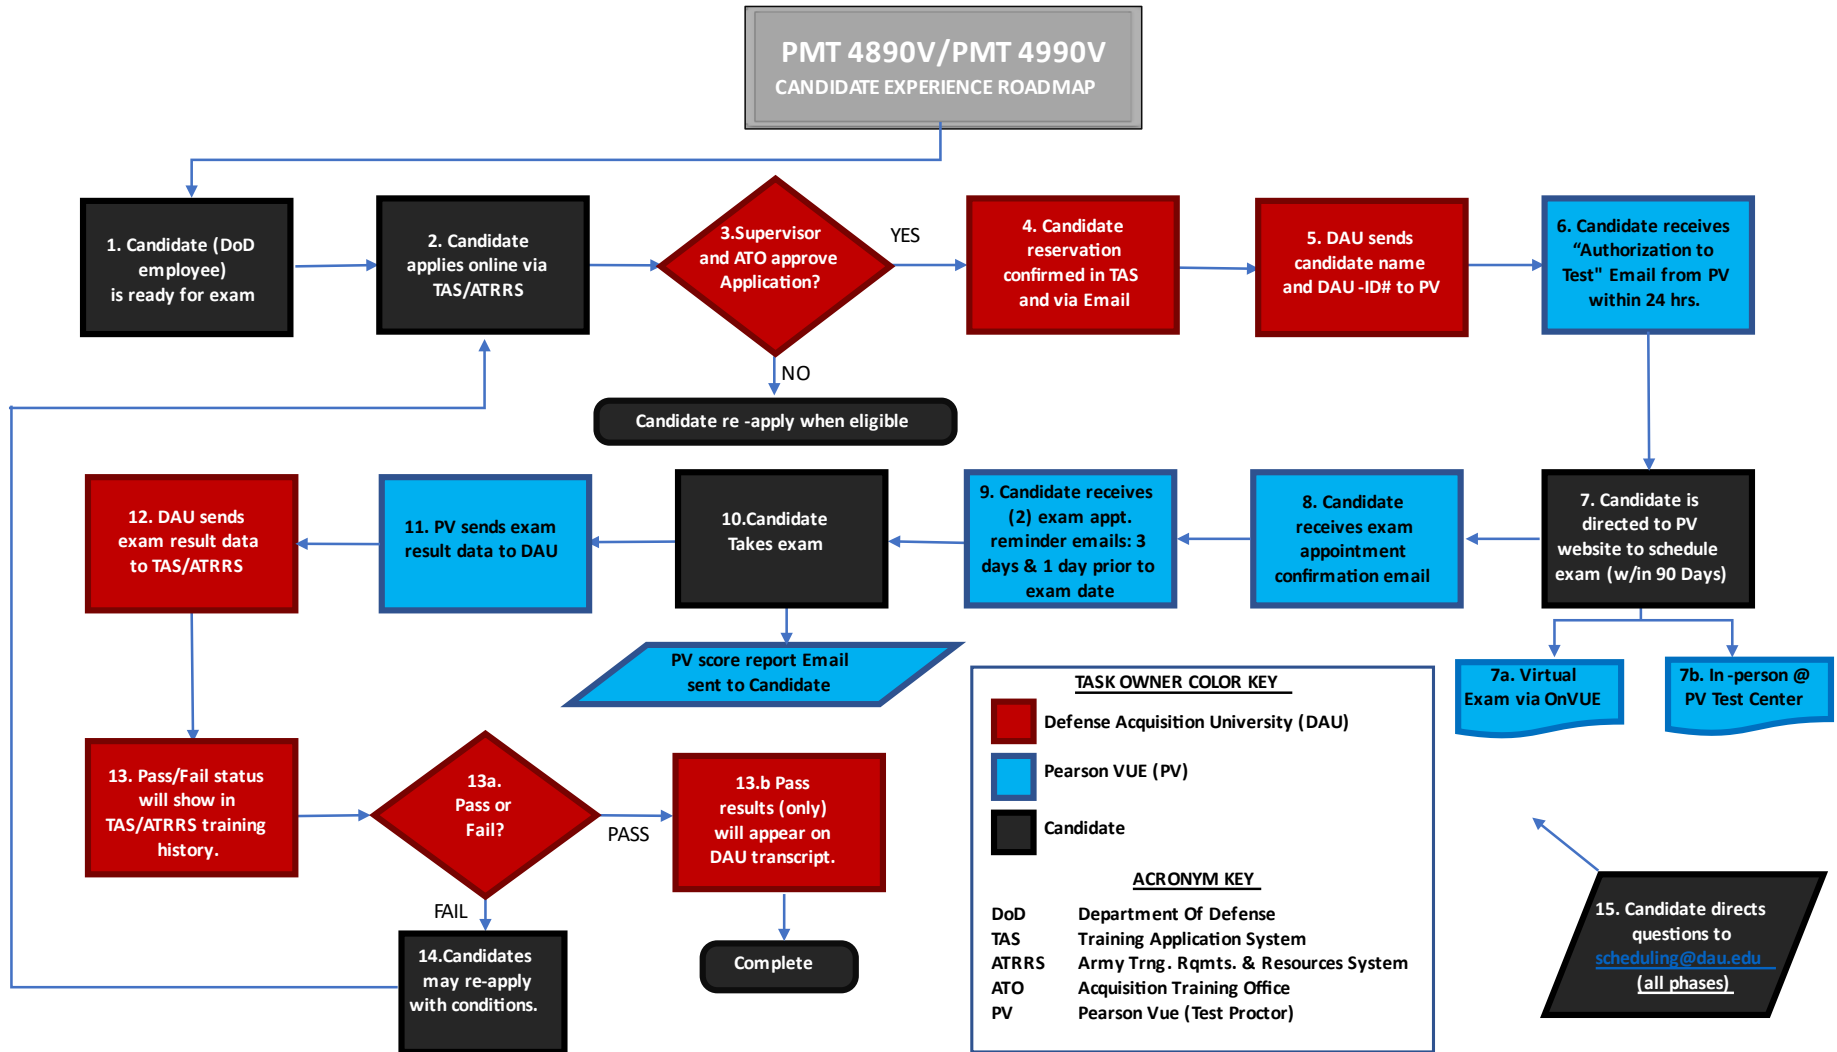 PMT 4890V/PMT 4990V
CANDIDATE EXPERIENCE ROADMAP
1. Candidate (DoD
employee)
is ready for exam
2. Candidate
applies online via
TAS/ATRRS
3.Supervisor
and ATO approve
Application?
YES
NO
Candidate re -apply when eligible
4. Candidate
reservation
confirmed in TAS
and via Email
5. DAU sends
candidate name
and DAU -ID# to PV
6. Candidate receives
“Authorization to
Test" Email from PV
within 24 hrs.
7. Candidate is
directed to PV
website to schedule
exam (w/in 90 Days)
7a. Virtual
Exam via OnVUE
7b. In -person @
PV Test Center
8. Candidate
receives exam
appointment
confirmation email
9. Candidate receives
(2) exam appt.
reminder emails: 3
days & 1 day prior to
exam date
10.Candidate
Takes exam
PV score report Email
sent to Candidate
11. PV sends exam
result data to DAU
12. DAU sends
exam result data
to TAS/ATRRS
13. Pass/Fail status
will show in
TAS/ATRRS training
history.
13a.
Pass or
Fail?
PASS
FAIL
13.b Pass
results (only)
will appear on
DAU transcript.
Complete
14.Candidates
may re-apply
with conditions.
TASK OWNER COLOR KEY
Defense Acquisition University (DAU)
Pearson VUE (PV)
Candidate
ACRONYM KEY
DoD Department Of Defense
TAS Training Application System
ATRRS Army Trng. Rqmts. & Resources System
ATO Acquisition Training Office
PV Pearson Vue (Test Proctor)
15. Candidate directs
questions to
scheduling@dau.edu
(all phases)